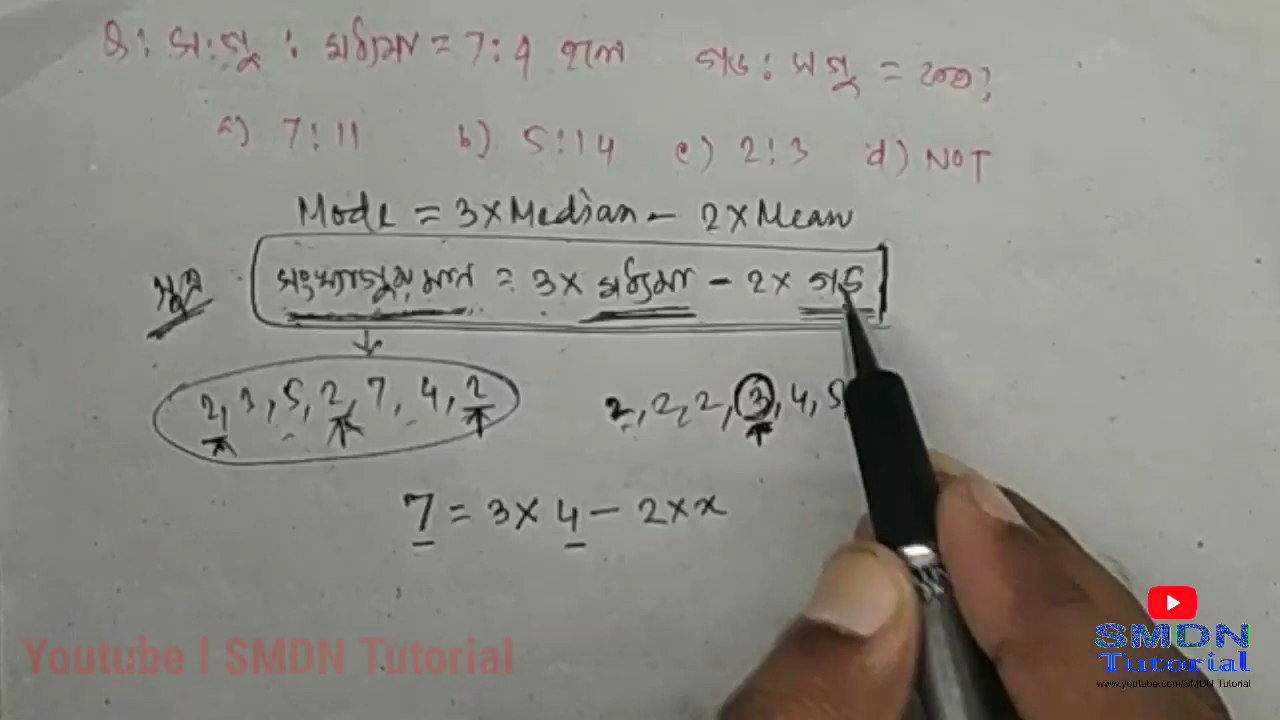 Q: সং:গু : মধ্যমা = 7:4 হলে গড় : সংগু = কত?
a) 7:11 b) 5:14 c) 2:3 d) NOT
Mode = 3×Median - 2×Mean
সূত্র সংখ্যাগুরু মান = 3× মধ্যমা - 2× গড়
2, 3, 5, 2, 7, 4, 2 2, 2, 2, 3, 4, 5,
7 = 3×4 - 2×x
Youtube | SMDN Tutorial
SMDN
Tutorial
www.youtube.com/SMDN Tutorial